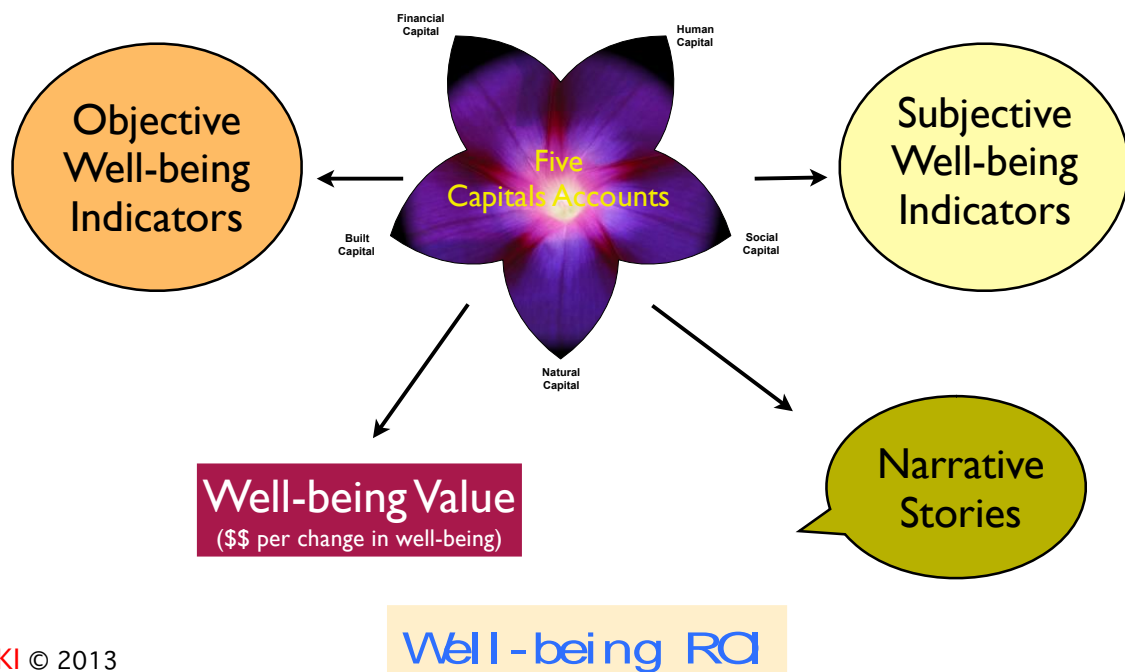 Financial
Capital
Human
Capital
Objective
Well-being
Indicators
Five
Capitals Accounts
Subjective
Well-being
Indicators
Built
Capital
Social
Capital
Natural
Capital
Well-being Value
($$ per change in well-being)
Narrative
Stories
Well-being ROI
KI © 2013